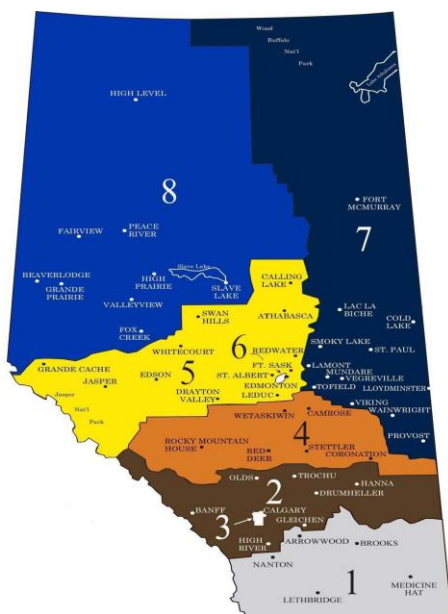 Wood
Buffalo
Nat'l
Park
Lake Athabasca
HIGH LEVEL
8
FORT
MCMURRAY
7
FAIRVIEW
PEACE
RIVER
BEAVERLODGE
GRANDE
PRAIRIE
HIGH
PRAIRIE
Slave Lake
SLAVE
LAKE
VALLEYVIEW
FOX
CREEK
CALLING
LAKE
SWAN
HILLS
ATHABASCA
LAC LA
BICHE
COLD
LAKE
SMOKY LAKE
ST. PAUL
WHITECOURT
6
REDWATER
GRANDE CACHE
JASPER
EDSON
5
FT. SASK
ST. ALBERT
EDMONTON
DRAYTON
VALLEY
LEDUC
LAMONT
MUNDARE
VEGREVILLE
TOFIELD
LLOYDMINSTER
VIKING
WAINWRIGHT
PROVOST
Jasper
Nat'l
Park
WETASKIWIN
CAMROSE
4
ROCKY MOUNTAIN
HOUSE
RED
DEER
STETTLER
CORONATION
OLDS
TROCHU
HANNA
2
DRUMHELLER
BANFF
3
CALGARY
GLEICHEN
HIGH
RIVER
ARROWWOOD
BROOKS
NANTON
1
MEDICINE
HAT
LETHBRIDGE